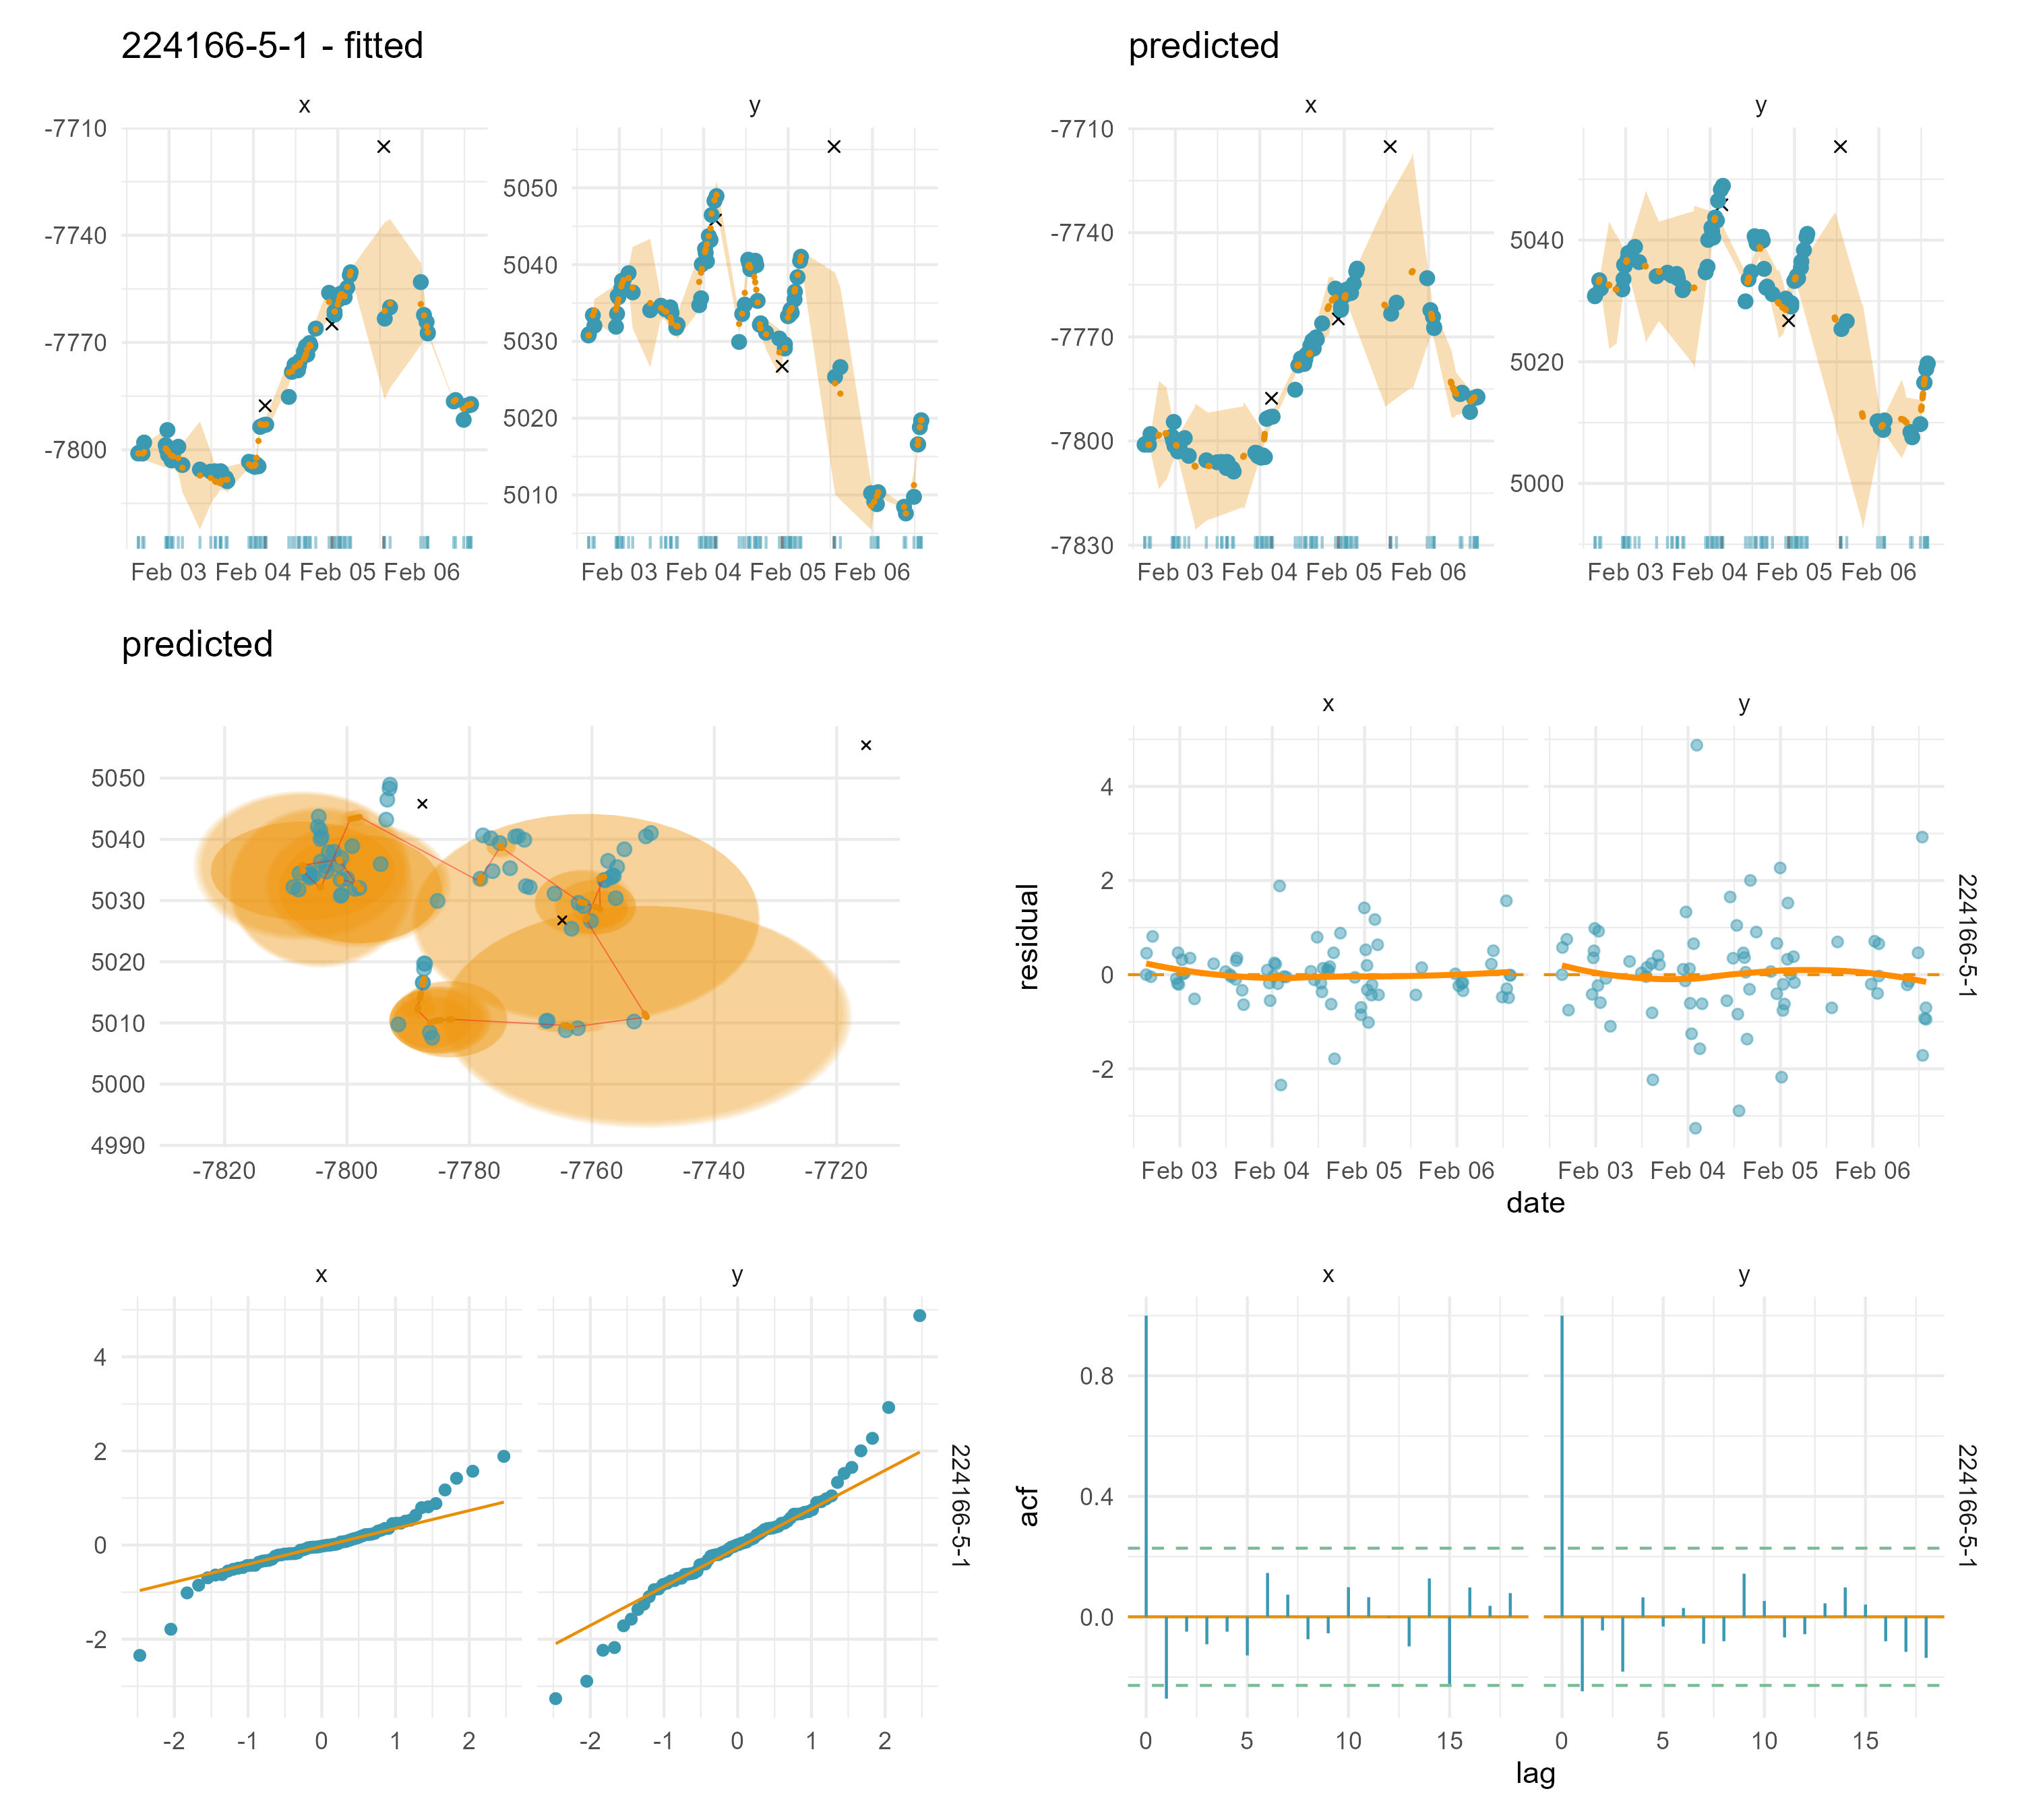 224166-5-1 - fitted
predicted
x
y
x
y
-7710
-7740
-7770
-7800
5050
5040
5030
5020
5010
-7710
-7740
-7770
-7800
-7830
5040
5020
5000
Feb 03 Feb 04 Feb 05 Feb 06
Feb 03 Feb 04 Feb 05 Feb 06
Feb 03 Feb 04 Feb 05 Feb 06
Feb 03 Feb 04 Feb 05 Feb 06
predicted
5050
5040
5030
5020
5010
5000
4990
-7820 -7800 -7780 -7760 -7740 -7720
x
y
residual
4
2
0
-2
224166-5-1
Feb 03 Feb 04 Feb 05 Feb 06
Feb 03 Feb 04 Feb 05 Feb 06
date
x
y
4
2
0
-2
224166-5-1
-2 -1 0 1 2
-2 -1 0 1 2
x
y
acf
0.8
0.4
0.0
224166-5-1
0 5 10 15
0 5 10 15
lag